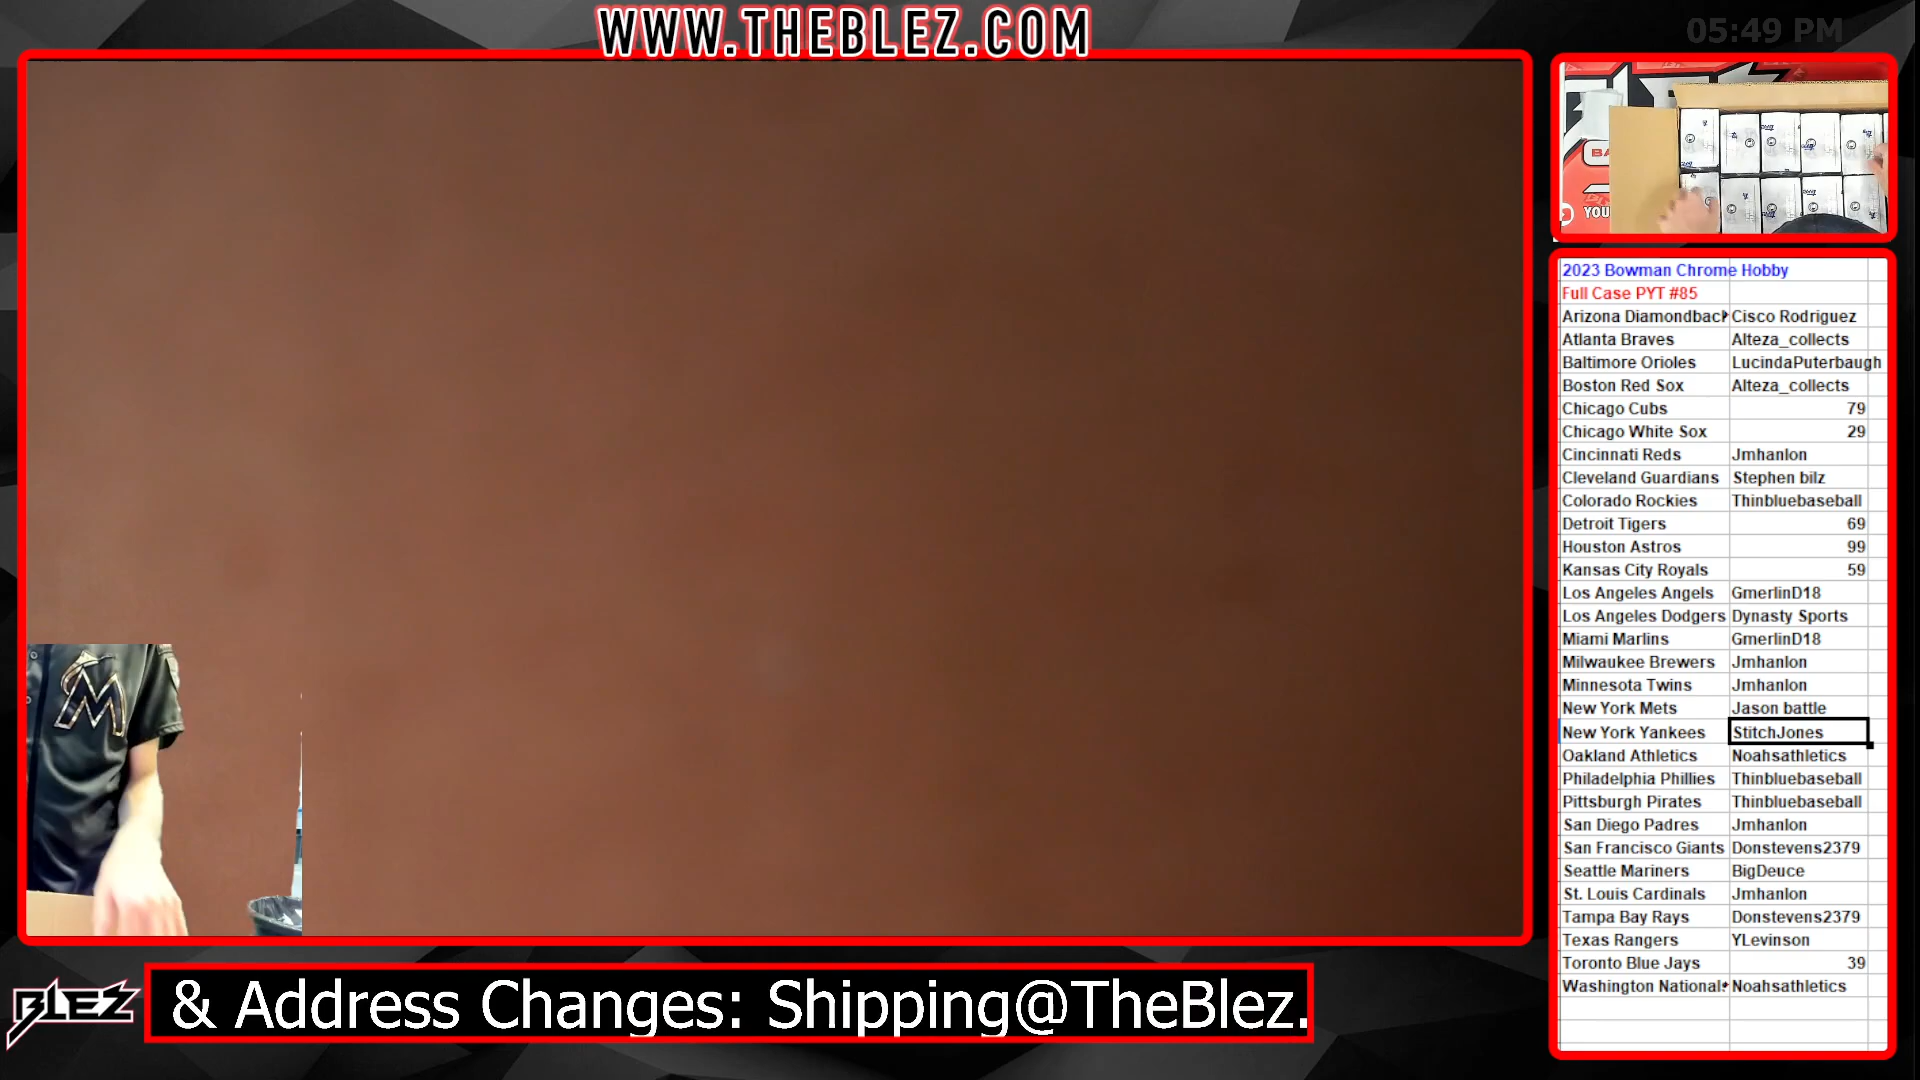 WWW.THEBLEZ.COM
05:49 PM
BA
YOU
2023 Bowman Chrome Hobby
Full Case PYT #85
Arizona Diamondback Cisco Rodriguez
Atlanta Braves Alteza_collects
Baltimore Orioles LucindaPuterbaugh
Boston Red Sox Alteza_collects
Chicago Cubs 79
Chicago White Sox 29
Cincinnati Reds Jmhanlon
Cleveland Guardians Stephen bilz
Colorado Rockies Thinbluebaseball
Detroit Tigers 69
Houston Astros 99
Kansas City Royals 59
Los Angeles Angels GmerlinD18
Los Angeles Dodgers Dynasty Sports
Miami Marlins GmerlinD18
Milwaukee Brewers Jmhanlon
Minnesota Twins Jmhanlon
New York Mets Jason battle
New York Yankees StitchJones
Oakland Athletics Noahsathletics
Philadelphia Phillies Thinbluebaseball
Pittsburgh Pirates Thinbluebaseball
San Diego Padres Jmhanlon
San Francisco Giants Donstevens2379
Seattle Mariners BigDeuce
St. Louis Cardinals Jmhanlon
Tampa Bay Rays Donstevens2379
Texas Rangers YLevinson
Toronto Blue Jays 39
Washington Nationals Noahsathletics
M
BLEZ
& Address Changes: Shipping@TheBlez.